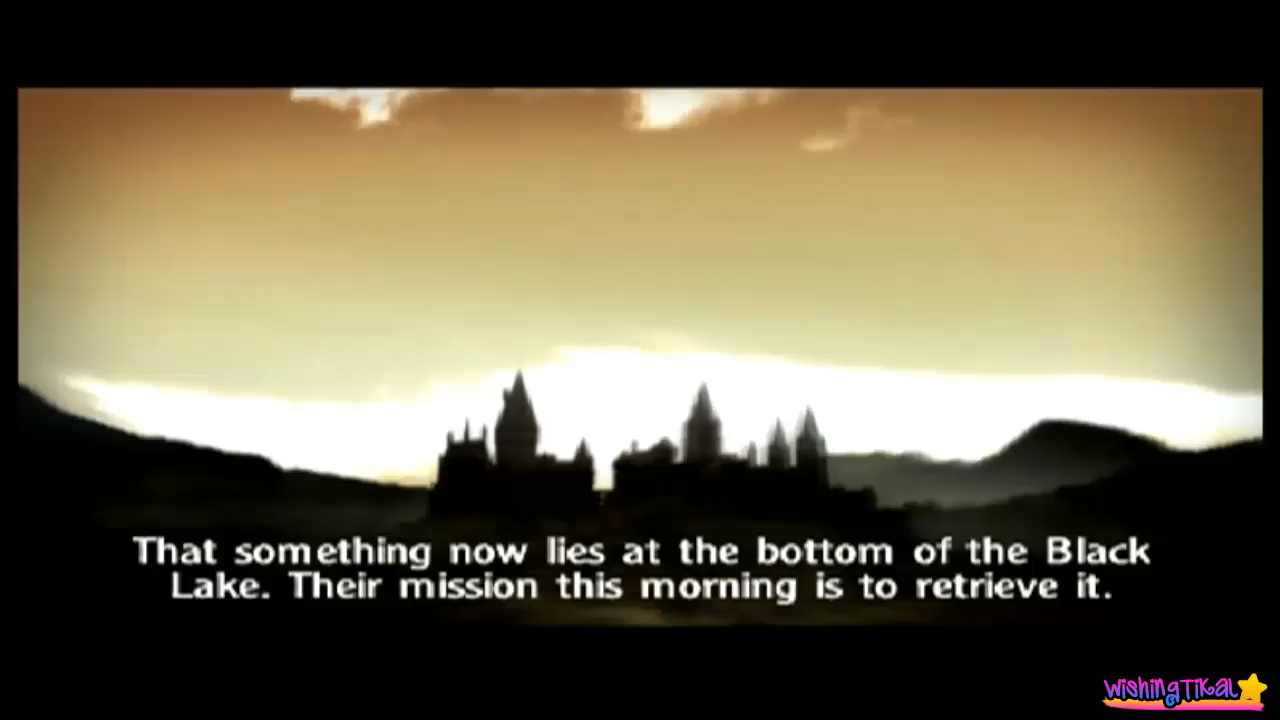 That something now lies at the bottom of the Black
Lake. Their mission this morning is to retrieve it.
WishingTikal